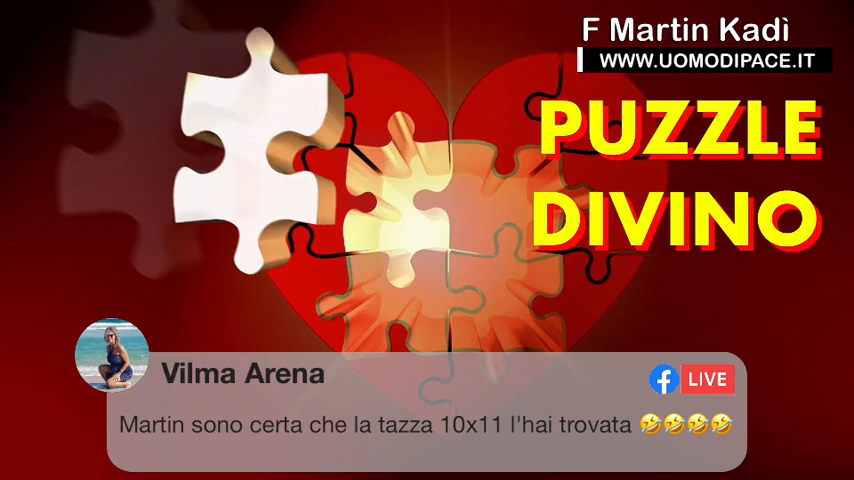 F Martin Kadì
WWW.UOMODIPACE.IT
PUZZLE
DIVINO
Vilma Arena
LIVE
Martin sono certa che la tazza 10x11 l'hai trovata 🤣🤣🤣🤣